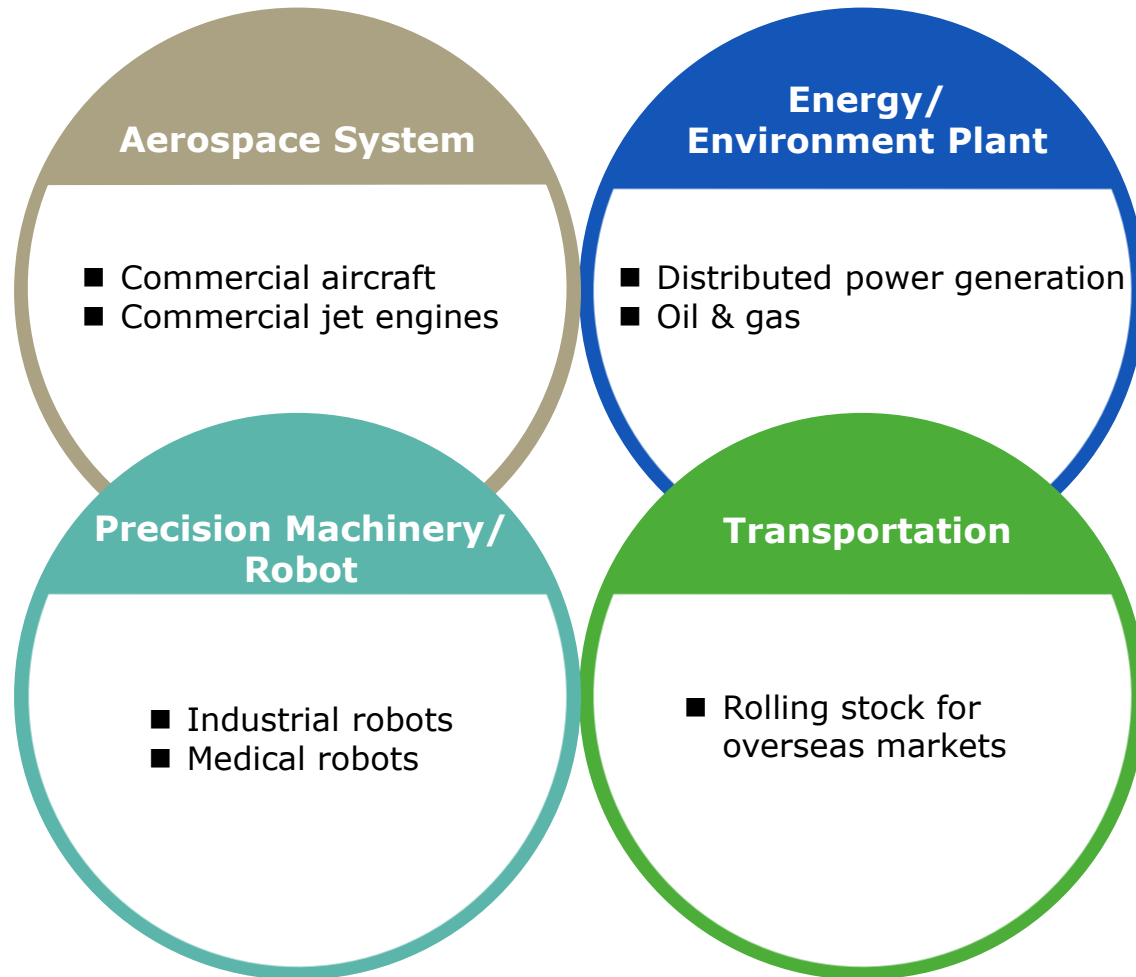 Aerospace System
■ Commercial aircraft
■ Commercial jet engines
Energy/
Environment Plant
■ Distributed power generation
■ Oil & gas
Precision Machinery/
Robot
■ Industrial robots
■ Medical robots
Transportation
■ Rolling stock for
overseas markets